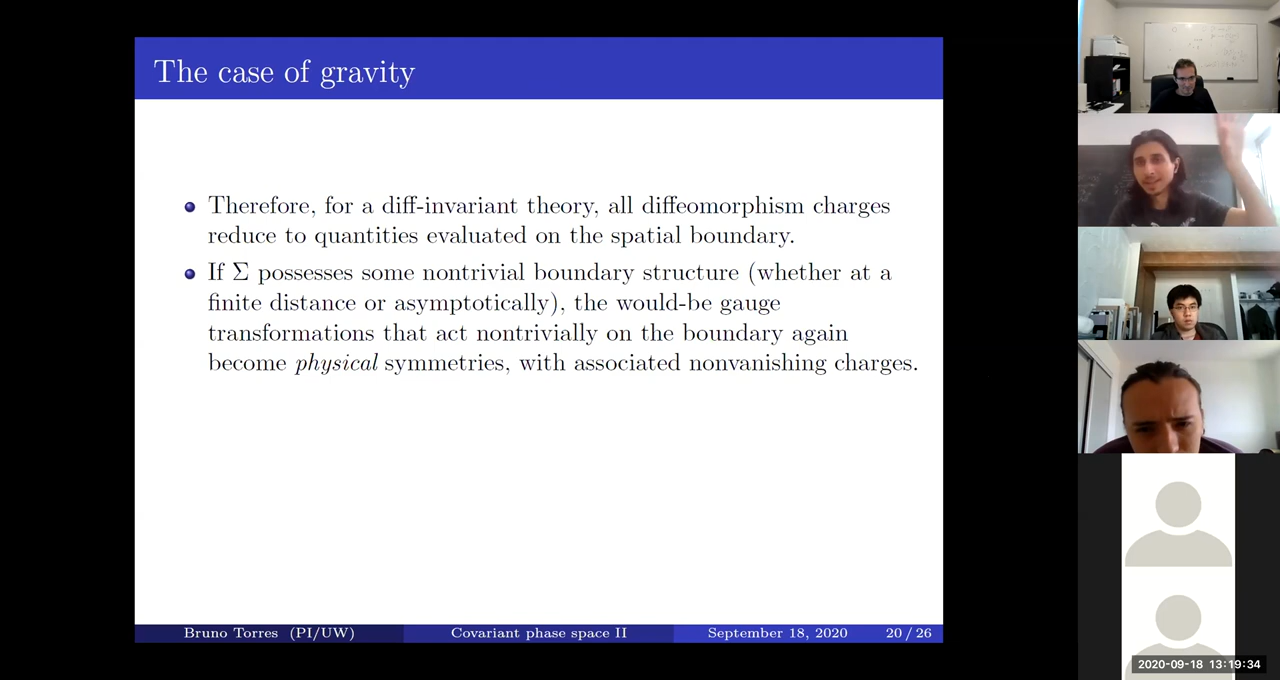 The case of gravity
Therefore, for a diff-invariant theory, all diffeomorphism charges
reduce to quantities evaluated on the spatial boundary.
If Σ possesses some nontrivial boundary structure (whether at a
finite distance or asymptotically), the would-be gauge
transformations that act nontrivially on the boundary again
become physical symmetries, with associated nonvanishing charges.
Bruno Torres (PI/UW) Covariant phase space II September 18, 2020 20 / 26
2020-09-18 13:19:34